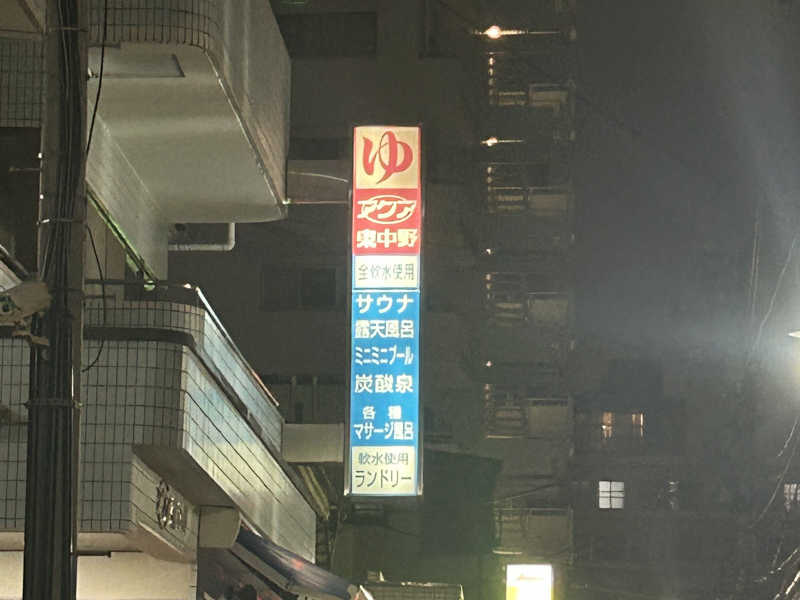 ゆ
アクア
東中野
全軟水使用
サウナ
露天風呂
ミニミニプール
炭酸泉
各種
マサージ風呂
軟水使用
ランドリー